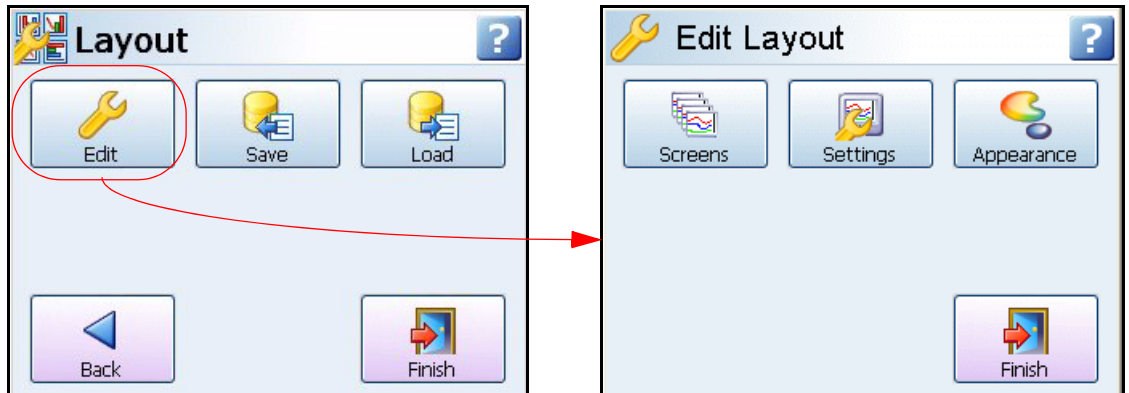 Layout ?
Edit Save Load
Back Finish
Edit Layout ?
Screens Settings Appearance
Finish